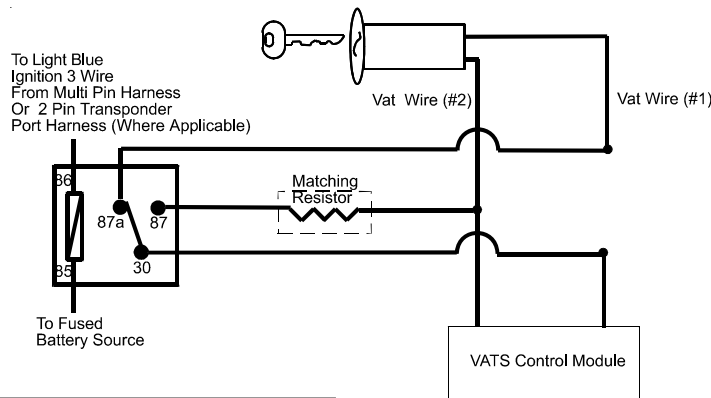 To Light Blue
Ignition 3 Wire
From Multi Pin Harness
Or 2 Pin Transponder
Port Harness (Where Applicable)
Vat Wire (#2)
Vat Wire (#1)
86
Matching
Resistor
87a
87
30
85
To Fused
Battery Source
VATS Control Module